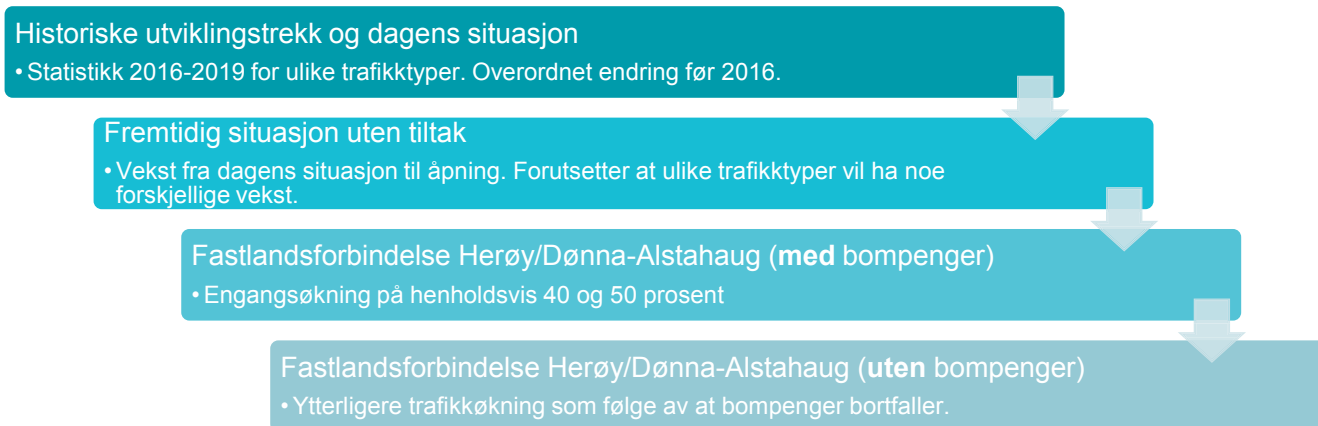 Historiske utviklingstrekk og dagens situasjon
• Statistikk 2016-2019 for ulike trafikktyper. Overordnet endring før 2016.
Fremtidig situasjon uten tiltak
• Vekst fra dagens situasjon til åpning. Forutsetter at ulike trafikktyper vil ha noe
forskjellige vekst.
Fastlandsforbindelse Herøy/Dønna-Alstahaug (med bompenger)
• Engangsøkning på henholdsvis 40 og 50 prosent
Fastlandsforbindelse Herøy/Dønna-Alstahaug (uten bompenger)
• Ytterligere trafikkøkning som følge av at bompenger bortfaller.